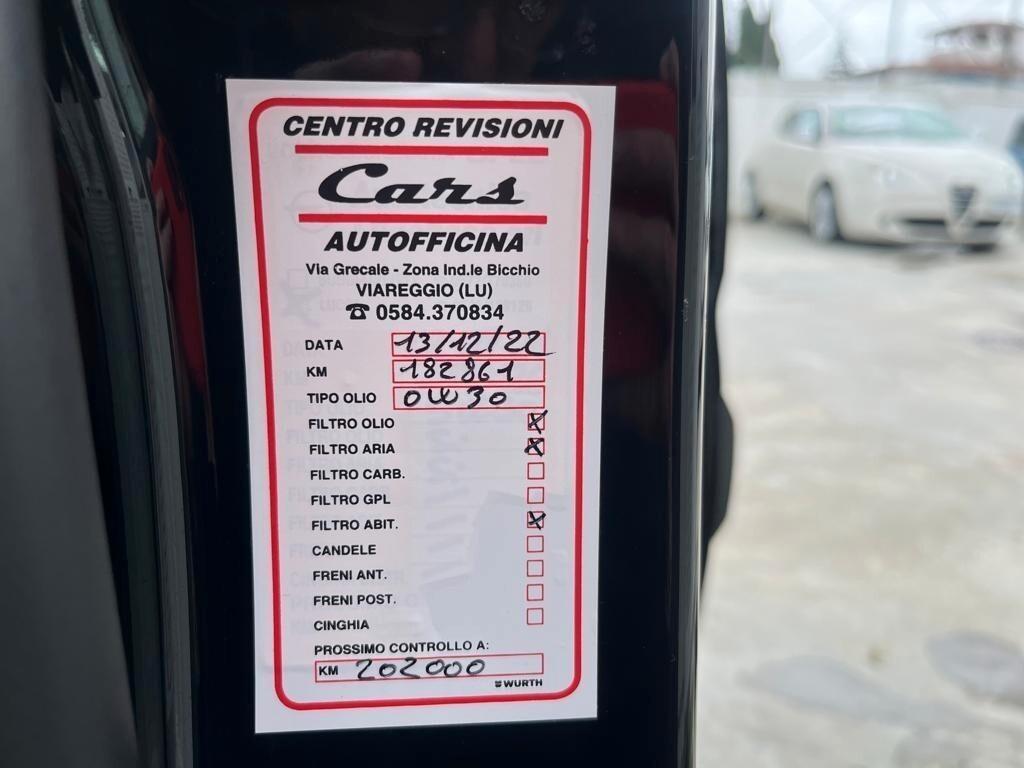 CENTRO REVISIONI
Cars
AUTOFFICINA
Via Grecale - Zona Ind.le Bicchio
VIAREGGIO (LU)
☎ 0584.370834
DATA 13/12/22
KM 182861
TIPO OLIO 0W30
FILTRO OLIO X
FILTRO ARIA X
FILTRO CARB.
FILTRO GPL
FILTRO ABIT. X
CANDELE
FRENI ANT.
FRENI POST.
CINGHIA
PROSSIMO CONTROLLO A:
KM 202000
WURTH